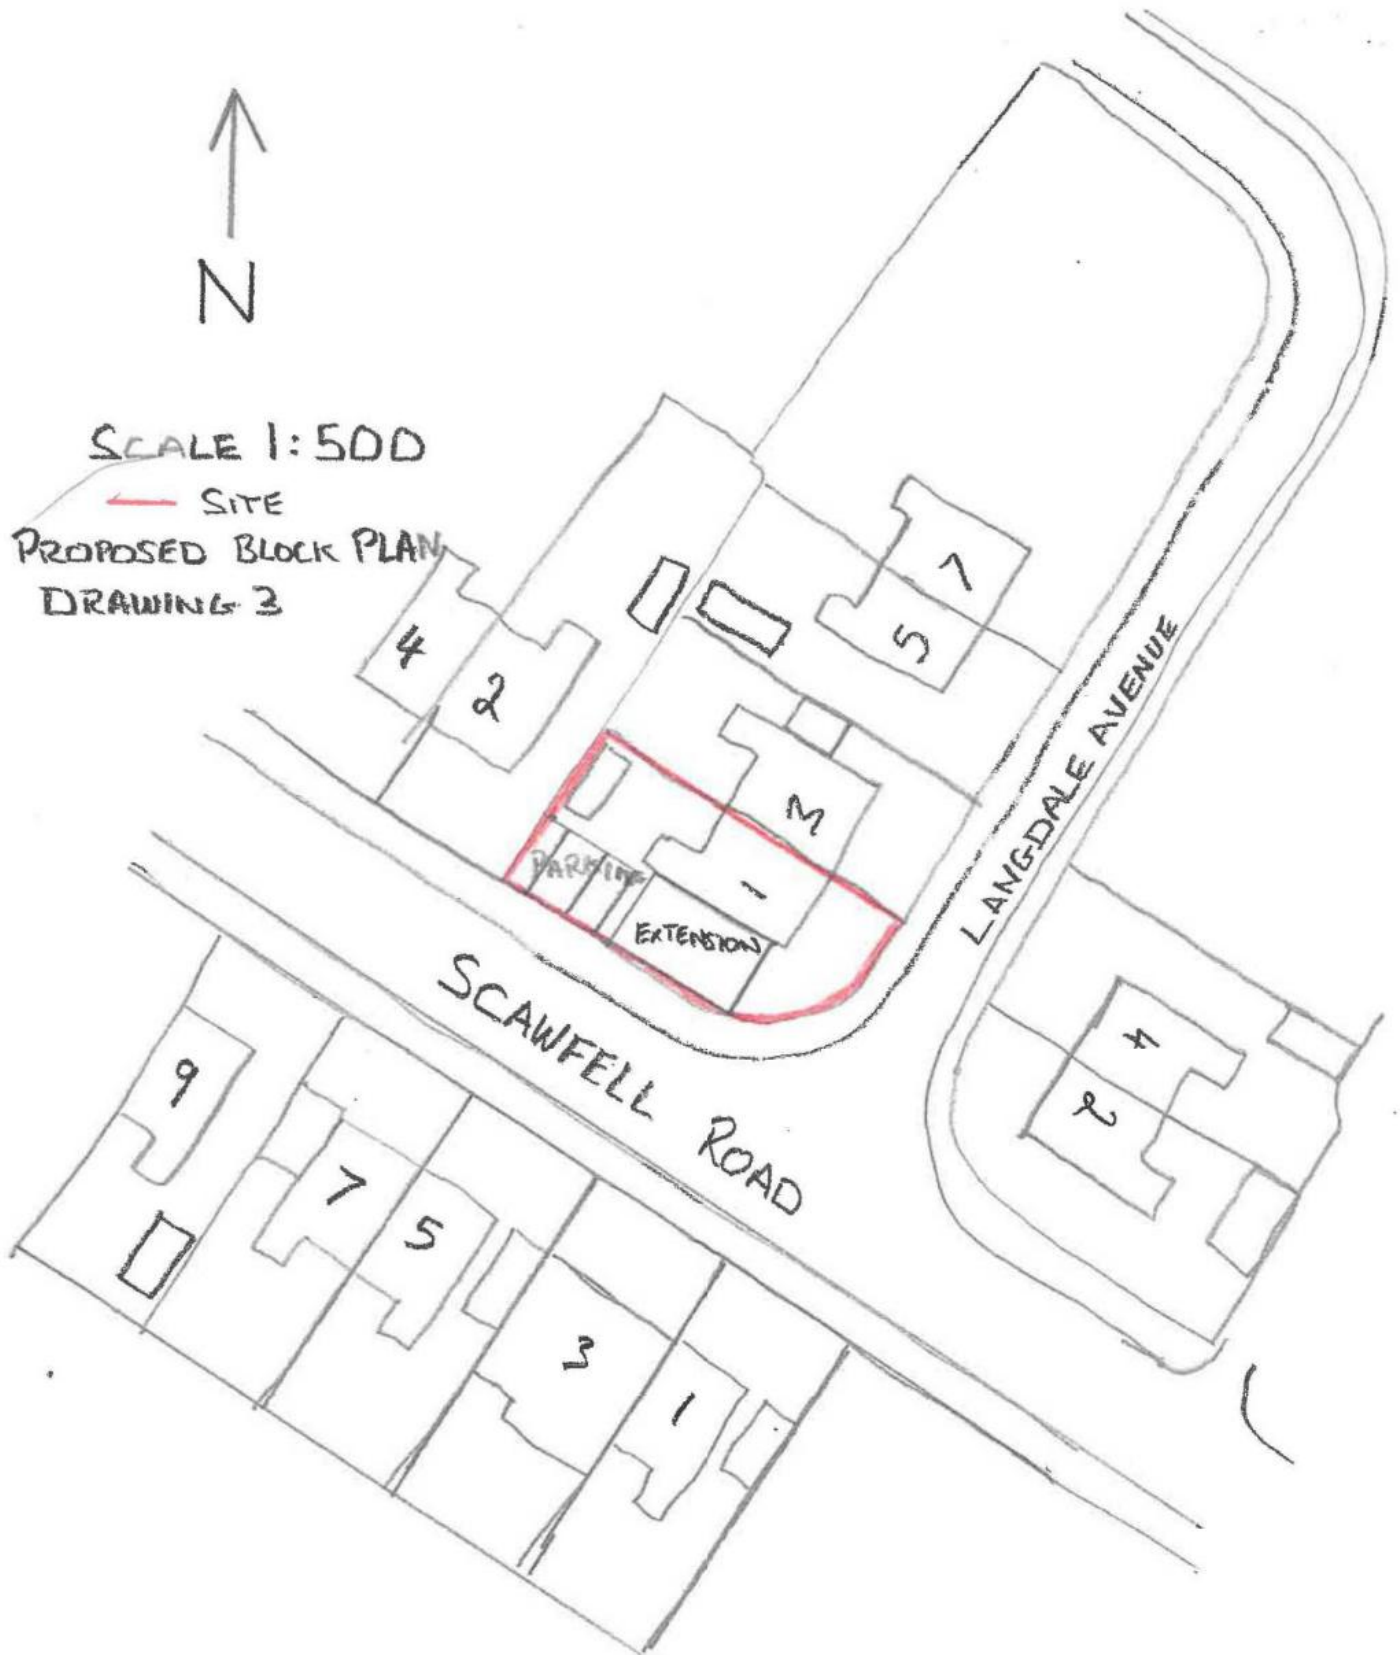 N
SCALE 1:500
SITE
PROPOSED BLOCK PLAN
DRAWING 3
7
5
4
2
3
1
PARKING
EXTENSION
LANGDALE AVENUE
SCAWFELL ROAD
4
2
9
7
5
3
1